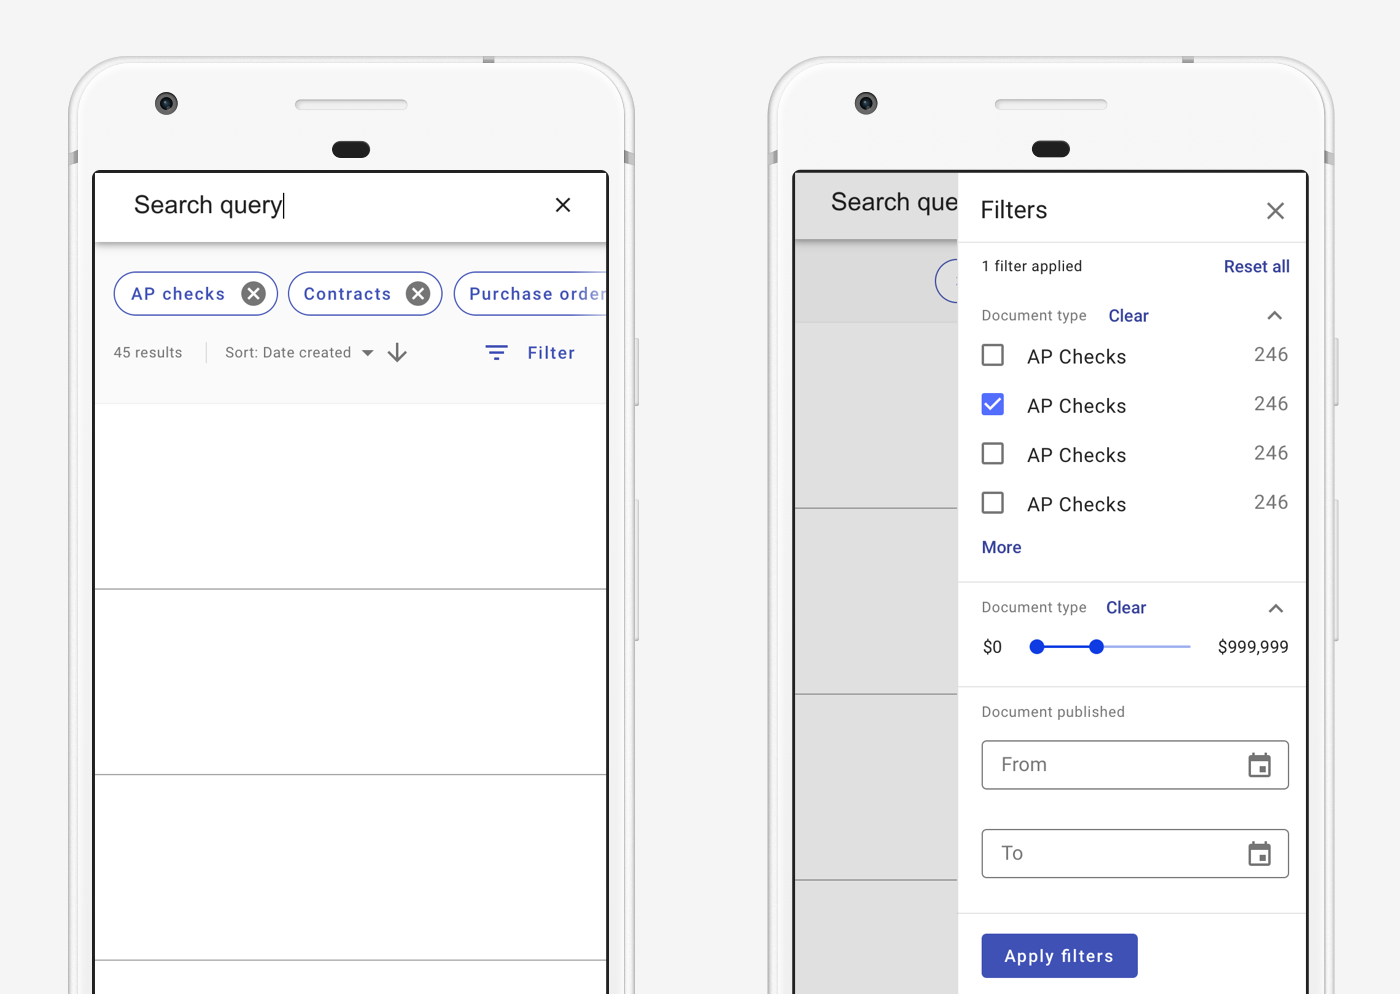 Search query
AP checks
Contracts
Purchase order
45 results
Sort: Date created
Filter
Search que
Filters
1 filter applied
Reset all
Document type
Clear
AP Checks
246
AP Checks
246
AP Checks
246
AP Checks
246
More
Document type
Clear
$0
$999,999
Document published
From
To
Apply filters